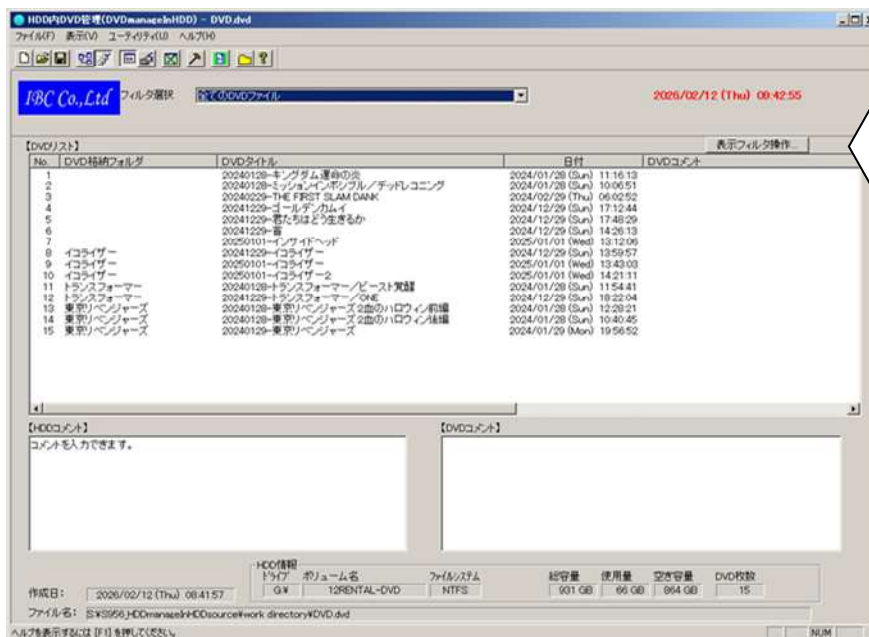 HDD内DVD管理(DVDmanageInHDD) - DVD.dvd
ファイル(F) 表示(V) ユーティリティ(U) ヘルプ(H)
IBC Co.,Ltd フィルタ選択 全てのDVDファイル 2026/02/12 (Thu) 09:42:55
【DVDリスト】 表示フィルタ操作...
No. DVD格納フォルダ DVDタイトル 日付 DVDコメント
1 20240128-キングダム運命の炎 2024/01/28 (Sun) 11:16:13
2 20240128-ミッションインポシブル／デッドレコニング 2024/01/28 (Sun) 10:06:51
3 20240229-THE FIRST SLAM DANK 2024/02/29 (Thu) 06:02:52
4 20241229-ゴールデンカムイ 2024/12/29 (Sun) 17:12:44
5 20241229-君たちはどう生きるか 2024/12/29 (Sun) 17:48:29
6 20241229- 2024/12/29 (Sun) 14:26:13
7 20250101-インサイドヘッド 2025/01/01 (Wed) 13:12:06
8 イコライザー 20241229-イコライザー 2024/12/29 (Sun) 13:59:57
9 イコライザー 20250101-イコライザー 2025/01/01 (Wed) 13:43:03
10 イコライザー 20250101-イコライザー2 2025/01/01 (Wed) 14:21:11
11 トランスフォーマー 20240128-トランスフォーマー／ビースト覚醒 2024/01/28 (Sun) 11:54:41
12 トランスフォーマー 20241229-トランスフォーマー／ONE 2024/12/29 (Sun) 18:22:04
13 東京リベンジャーズ 20240128-東京リベンジャーズ2血のハロウィン前編 2024/01/28 (Sun) 12:28:21
14 東京リベンジャーズ 20240128-東京リベンジャーズ2血のハロウィン後編 2024/01/28 (Sun) 10:40:45
15 東京リベンジャーズ 20240129-東京リベンジャーズ 2024/01/29 (Mon) 19:56:52
【HDDコメント】 【DVDコメント】
コメントを入力できます。
HDD情報
ドライブ ボリューム名 ファイルシステム 総容量 使用量 空き容量 DVD枚数
作成日: 2026/02/12 (Thu) 08:41:57 G:¥ 12RENTAL-DVD NTFS 931 GB 66 GB 864 GB 15
ファイル名: S:¥S956_HDDmanageInHDDsource¥work directory¥DVD.dvd
ヘルプを表示するには [F1] を押してください。 NUM